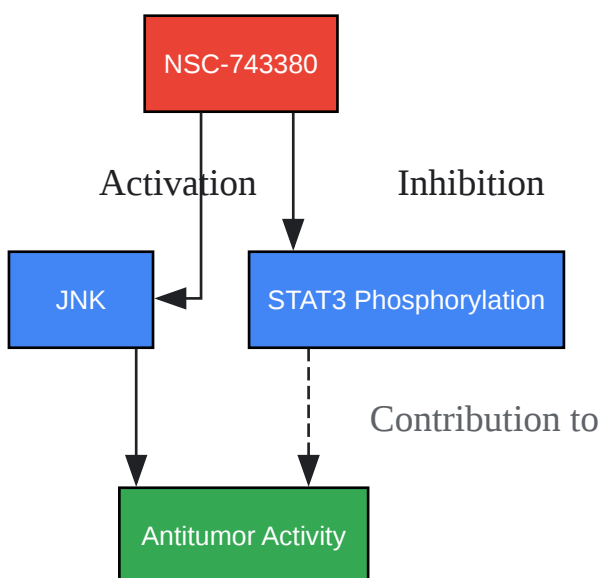 NSC-743380
Activation
Inhibition
JNK
STAT3 Phosphorylation
Contribution to
Antitumor Activity